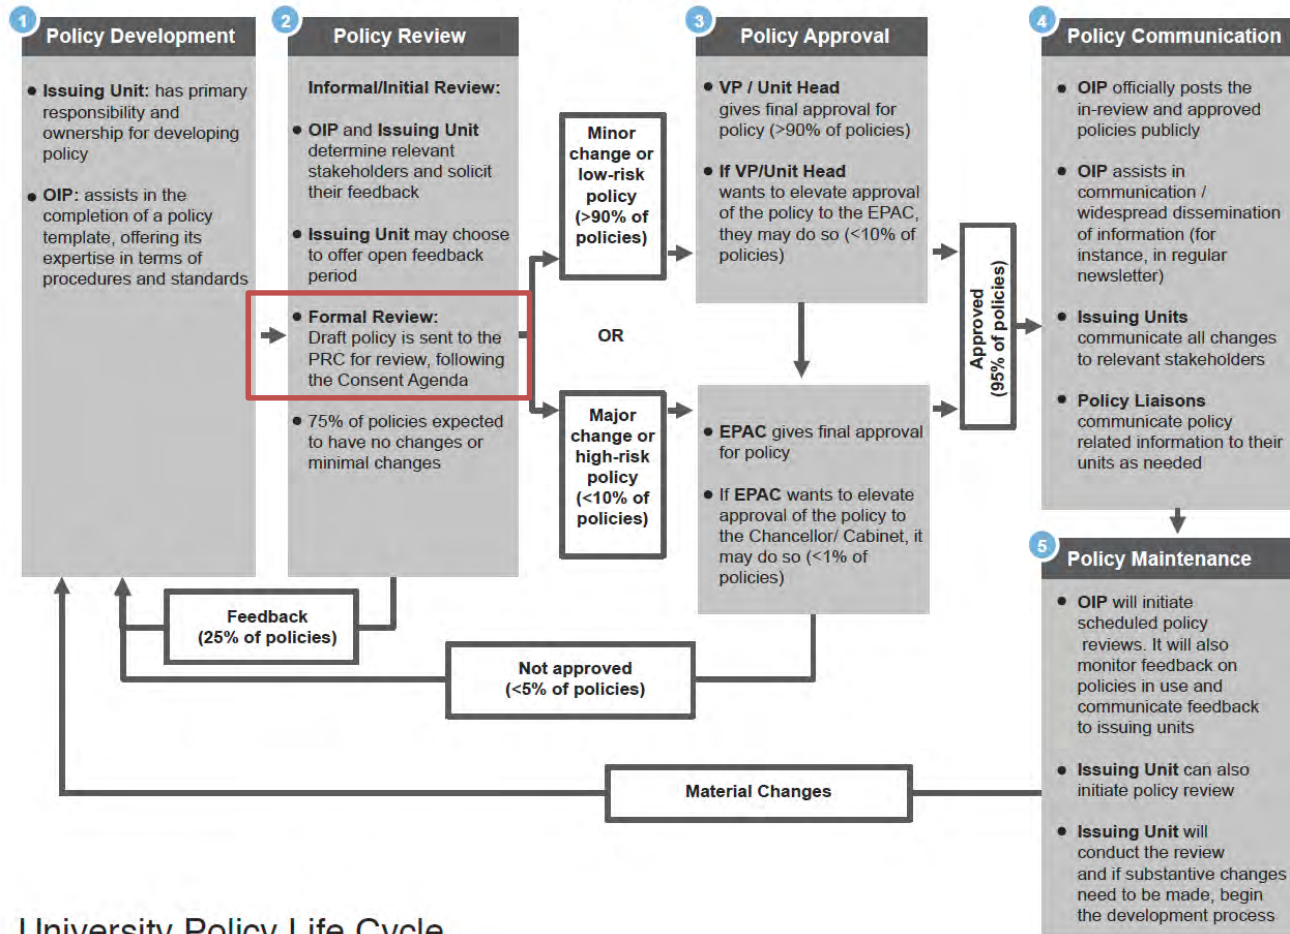 1
Policy Development
• Issuing Unit: has primary
responsibility and
ownership for developing
policy
• OIP: assists in the
completion of a policy
template, offering its
expertise in terms of
procedures and standards
2
Policy Review
Informal/Initial Review:
• OIP and Issuing Unit
determine relevant
stakeholders and solicit
their feedback
• Issuing Unit may choose
to offer open feedback
period
• Formal Review:
Draft policy is sent to the
PRC for review, following
the Consent Agenda
• 75% of policies expected
to have no changes or
minimal changes
Minor
change or
low-risk
policy
(>90% of
policies)
OR
Major
change or
high-risk
policy
(<10% of
policies)
3
Policy Approval
• VP / Unit Head
gives final approval for
policy (>90% of policies)
• If VP/Unit Head
wants to elevate approval
of the policy to the EPAC,
they may do so (<10% of
policies)
• EPAC gives final approval
for policy
• If EPAC wants to elevate
approval of the policy to
the Chancellor/ Cabinet, it
may do so (<1% of
policies)
Approved
(95% of policies)
4
Policy Communication
• OIP officially posts the
in-review and approved
policies publicly
• OIP assists in
communication /
widespread dissemination
of information (for
instance, in regular
newsletter)
• Issuing Units
communicate all changes
to relevant stakeholders
• Policy Liaisons
communicate policy
related information to their
units as needed
5
Policy Maintenance
• OIP will initiate
scheduled policy
reviews. It will also
monitor feedback on
policies in use and
communicate feedback
to issuing units
• Issuing Unit can also
initiate policy review
• Issuing Unit will
conduct the review
and if substantive changes
need to be made, begin
the development process
Feedback
(25% of policies)
Not approved
(<5% of policies)
Material Changes
University Policy Life Cycle